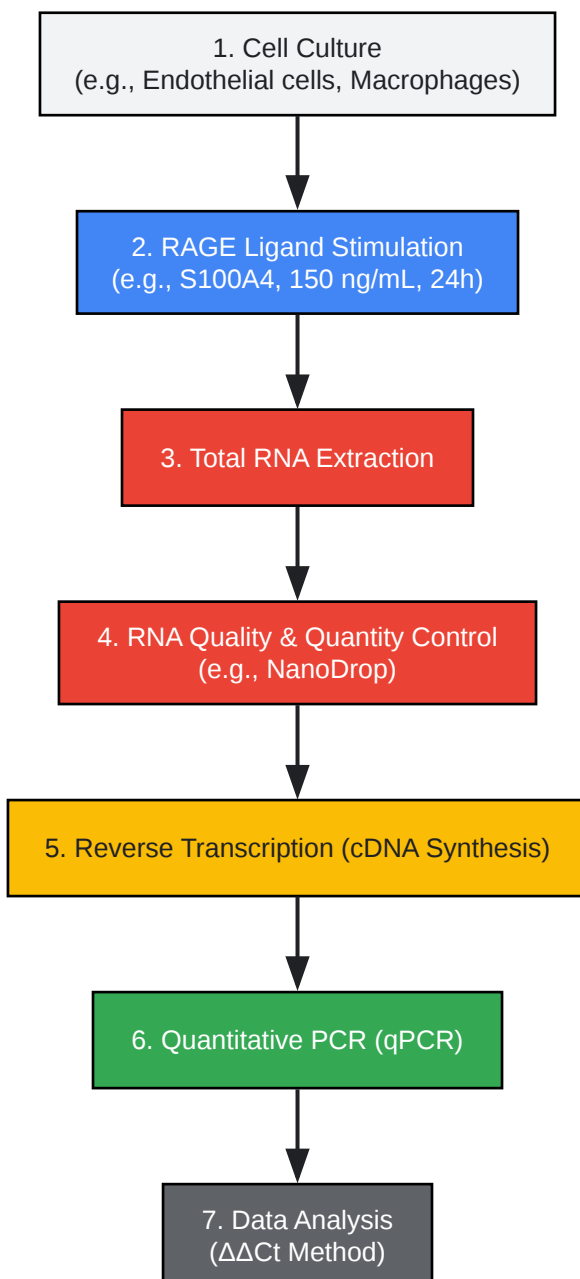 1. Cell Culture
(e.g., Endothelial cells, Macrophages)
2. RAGE Ligand Stimulation
(e.g., S100A4, 150 ng/mL, 24h)
3. Total RNA Extraction
4. RNA Quality & Quantity Control
(e.g., NanoDrop)
5. Reverse Transcription (cDNA Synthesis)
6. Quantitative PCR (qPCR)
7. Data Analysis
(ΔΔCt Method)